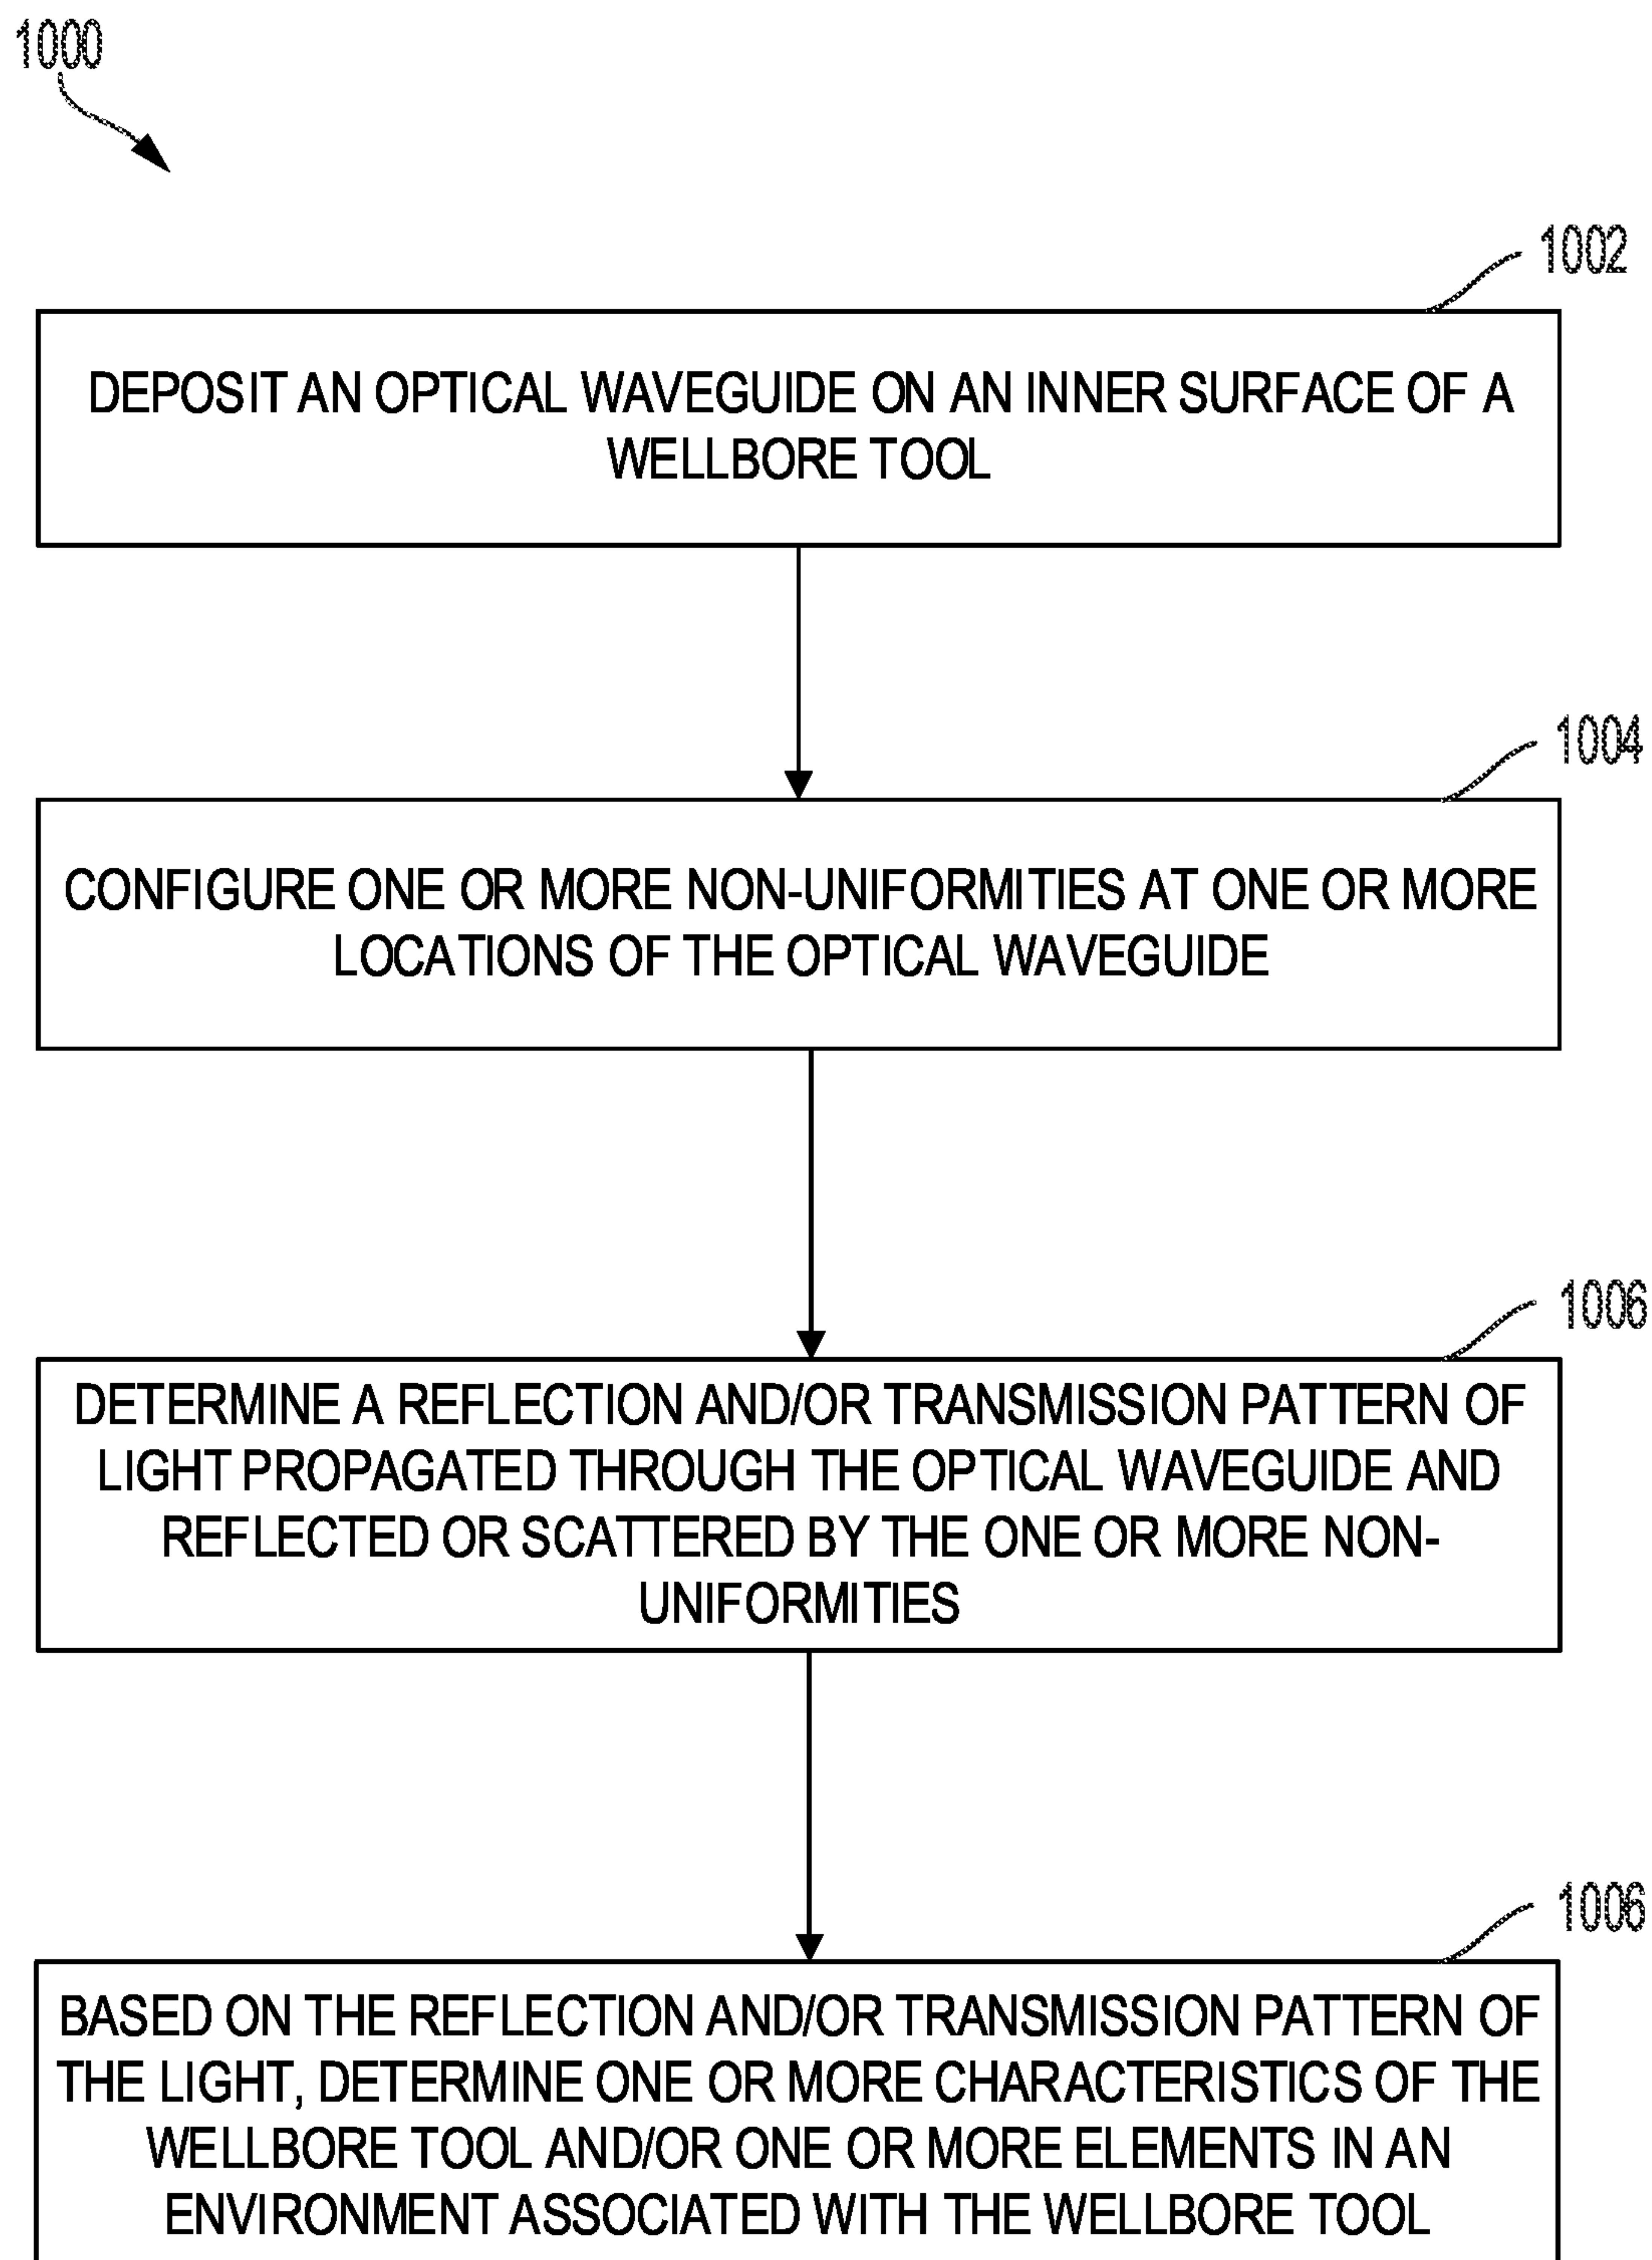 1000
1002
DEPOSIT AN OPTICAL WAVEGUIDE ON AN INNER SURFACE OF A
WELLBORE TOOL
1004
CONFIGURE ONE OR MORE NON-UNIFORMITIES AT ONE OR MORE
LOCATIONS OF THE OPTICAL WAVEGUIDE
1006
DETERMINE A REFLECTION AND/OR TRANSMISSION PATTERN OF
LIGHT PROPAGATED THROUGH THE OPTICAL WAVEGUIDE AND
REFLECTED OR SCATTERED BY THE ONE OR MORE NON-
UNIFORMITIES
1006
BASED ON THE REFLECTION AND/OR TRANSMISSION PATTERN OF
THE LIGHT, DETERMINE ONE OR MORE CHARACTERISTICS OF THE
WELLBORE TOOL AND/OR ONE OR MORE ELEMENTS IN AN
ENVIRONMENT ASSOCIATED WITH THE WELLBORE TOOL